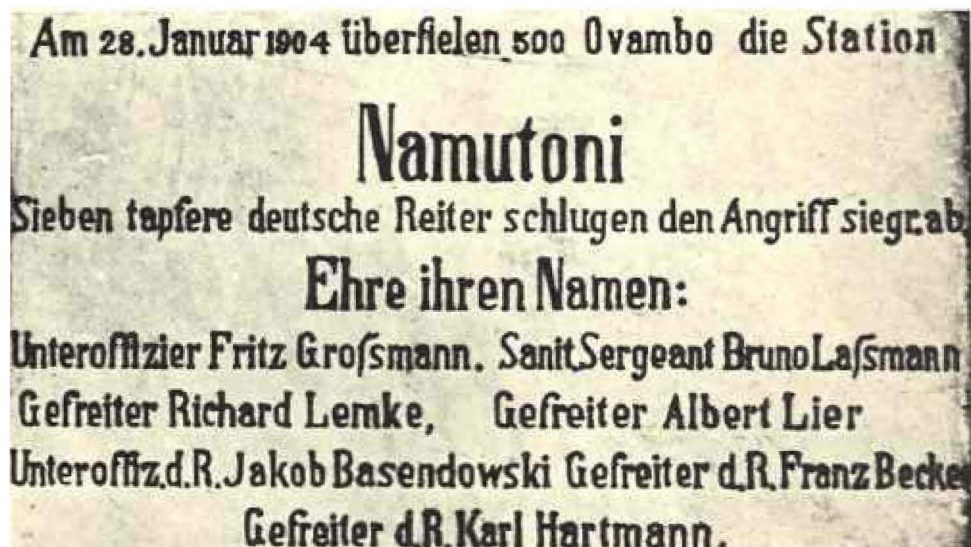 Am 28. Januar 1904 überfielen 500 Ovambo die Station
Namutoni
Sieben tapfere deutsche Reiter schlugen den Angriff siegr. ab.
Ehre ihren Namen:
Unteroffizier Fritz Groſsmann. Sanit.Sergeant Bruno Laſsmann
Gefreiter Richard Lemke, Gefreiter Albert Lier
Unteroffiz.d.R. Jakob Basendowski Gefreiter d.R. Franz Becker
Gefreiter d.R. Karl Hartmann.